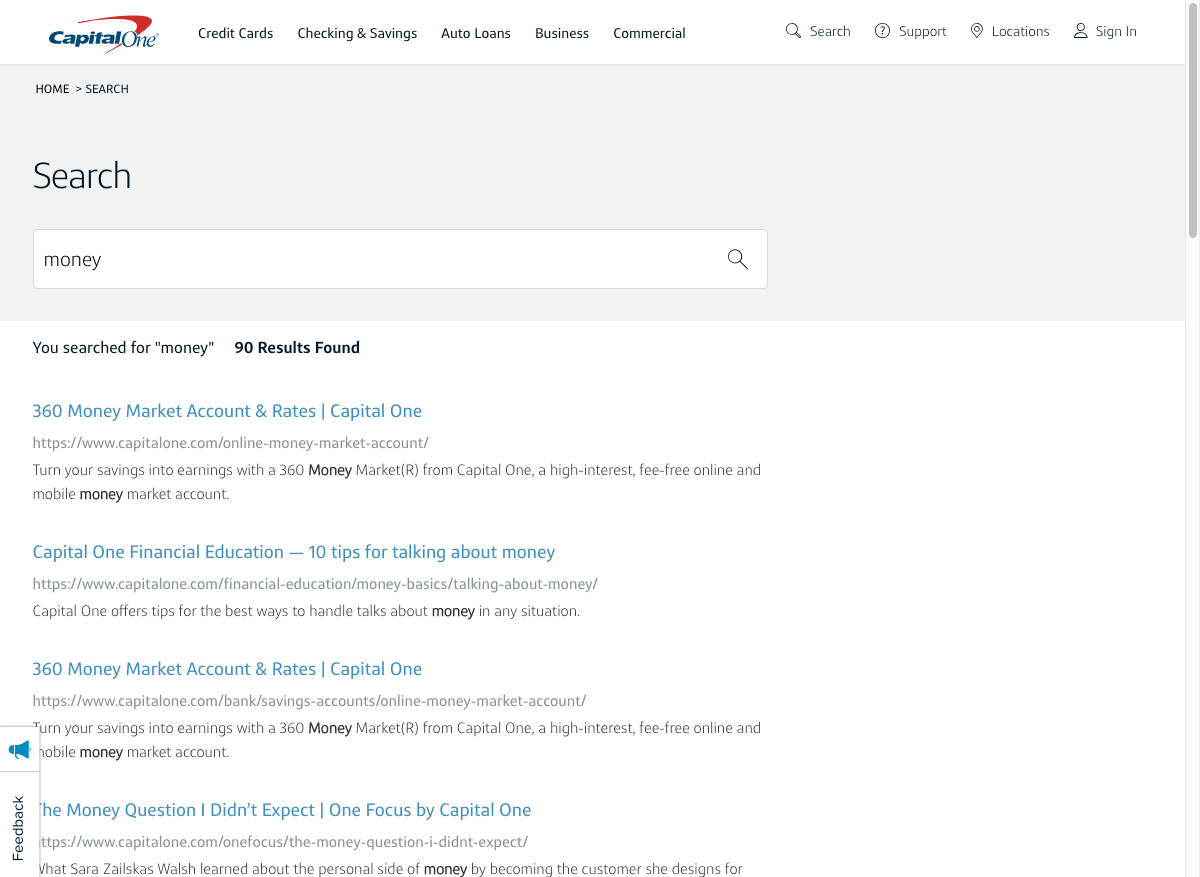 CapitalOne
Credit Cards Checking & Savings Auto Loans Business Commercial Search Support Locations Sign In
HOME > SEARCH
Search
money
You searched for "money" 90 Results Found
360 Money Market Account & Rates | Capital One
https://www.capitalone.com/online-money-market-account/
Turn your savings into earnings with a 360 Money Market(R) from Capital One, a high-interest, fee-free online and
mobile money market account.
Capital One Financial Education — 10 tips for talking about money
https://www.capitalone.com/financial-education/money-basics/talking-about-money/
Capital One offers tips for the best ways to handle talks about money in any situation.
360 Money Market Account & Rates | Capital One
https://www.capitalone.com/bank/savings-accounts/online-money-market-account/
Turn your savings into earnings with a 360 Money Market(R) from Capital One, a high-interest, fee-free online and
mobile money market account.
The Money Question I Didn’t Expect | One Focus by Capital One
https://www.capitalone.com/onefocus/the-money-question-i-didnt-expect/
What Sara Zailskas Walsh learned about the personal side of money by becoming the customer she designs for
Feedback